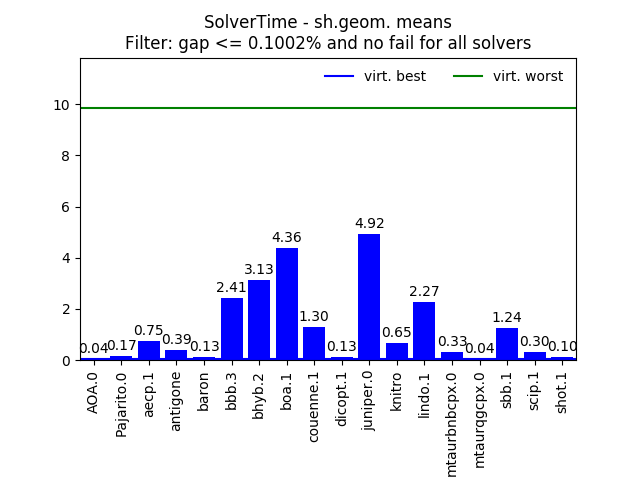 SolverTime - sh.geom. means
Filter: gap <= 0.1002% and no fail for all solvers
virt. best
virt. worst
10
8
6
4
2
0
0.04
0.17
0.75
0.39
0.13
2.41
3.13
4.36
1.30
0.13
4.92
0.65
2.27
0.33
0.04
1.24
0.30
0.10
AOA.0
Pajarito.0
aecp.1
antigone
baron
bbb.3
bhyb.2
boa.1
couenne.1
dicopt.1
juniper.0
knitro
lindo.1
mtaurbnbcpx.0
mtaurqgcpx.0
sbb.1
scip.1
shot.1